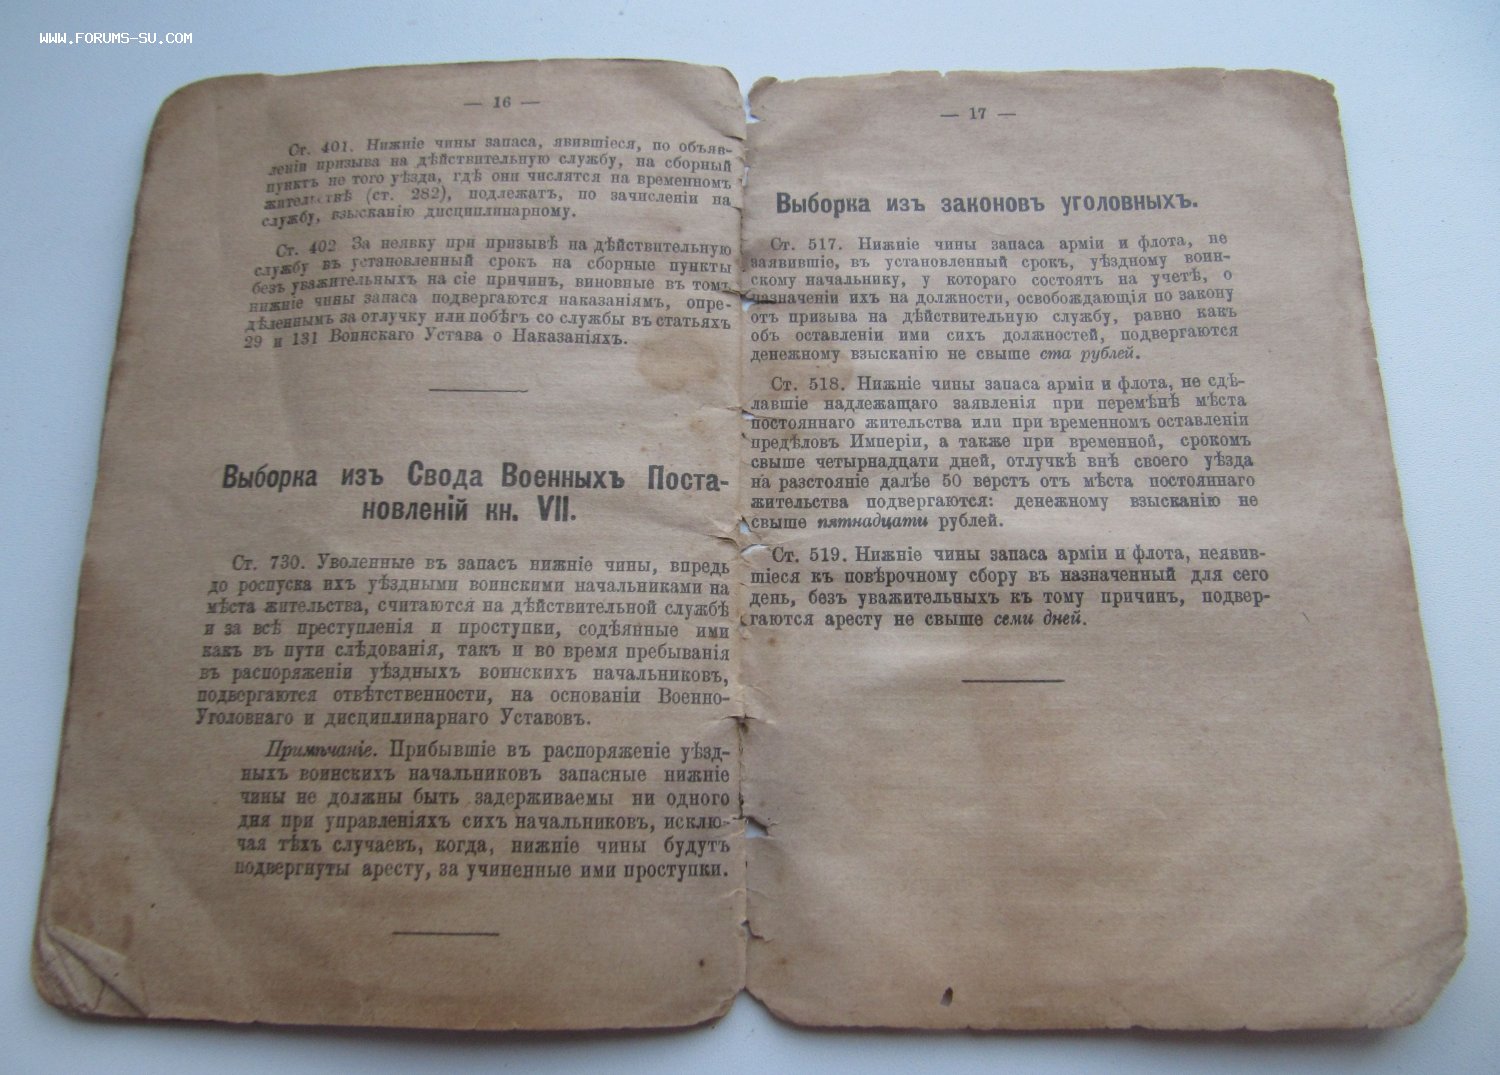 WWW.FORUMS-SU.COM
— 16 —
Ст. 401. Нижніе чины запаса, явившіеся, по объяв-
леніи призыва на дѣйствительную службу, на сборный
пунктъ не того уѣзда, гдѣ они числятся на временномъ
жительствѣ (ст. 282), подлежатъ, по зачисленіи на
службу, взысканію дисциплинарному.
Ст. 402. За неявку при призывѣ на дѣйствительную
службу въ установленный срокъ на сборные пункты
безъ уважительныхъ на сіе причинъ, виновные въ томъ
нижніе чины запаса подвергаются наказаніямъ, опре-
дѣленнымъ за отлучку или побѣгъ со службы въ статьяхъ
29 и 131 Воинскаго Устава о Наказаніяхъ.
Выборка изъ Свода Военныхъ Поста-
новленій кн. VII.
Ст. 730. Уволенные въ запасъ нижніе чины, впредь
до роспуска ихъ уѣздными воинскими начальниками на
мѣста жительства, считаются на дѣйствительной службѣ
и за всѣ преступленія и проступки, содѣянные ими
какъ въ пути слѣдованія, такъ и во время пребыванія
въ распоряженіи уѣздныхъ воинскихъ начальниковъ,
подвергаются отвѣтственности, на основаніи Военно-
Уголовнаго и дисциплинарнаго Уставовъ.
Примѣчаніе. Прибывшіе въ распоряженіе уѣзд-
ныхъ воинскихъ начальниковъ запасные нижніе
чины не должны быть задерживаемы ни одного
дня при управленіяхъ сихъ начальниковъ, исклю-
чая тѣхъ случаевъ, когда, нижніе чины будутъ
подвергнуты аресту, за учиненные ими проступки.
— 17 —
Выборка изъ законовъ уголовныхъ.
Ст. 517. Нижніе чины запаса арміи и флота, не
заявившіе, въ установленный срокъ, уѣздному воин-
скому начальнику, у котораго состоятъ на учетѣ, о
назначеніи ихъ на должности, освобождающія по закону
отъ призыва на дѣйствительную службу, равно какъ
объ оставленіи ими сихъ должностей, подвергаются
денежному взысканію не свыше ста рублей.
Ст. 518. Нижніе чины запаса арміи и флота, не сдѣ-
лавшіе надлежащаго заявленія при перемѣнѣ мѣста
постояннаго жительства или при временномъ оставленіи
предѣловъ Имперіи, а также при временной, срокомъ
свыше четырнадцати дней, отлучкѣ внѣ своего уѣзда
на разстояніе далѣе 50 верстъ отъ мѣста постояннаго
жительства подвергаются: денежному взысканію не
свыше пятнадцати рублей.
Ст. 519. Нижніе чины запаса арміи и флота, неявив-
шіеся къ повѣрочному сбору въ назначенный для сего
день, безъ уважительныхъ къ тому причинъ, подвер-
гаются аресту не свыше семи дней.